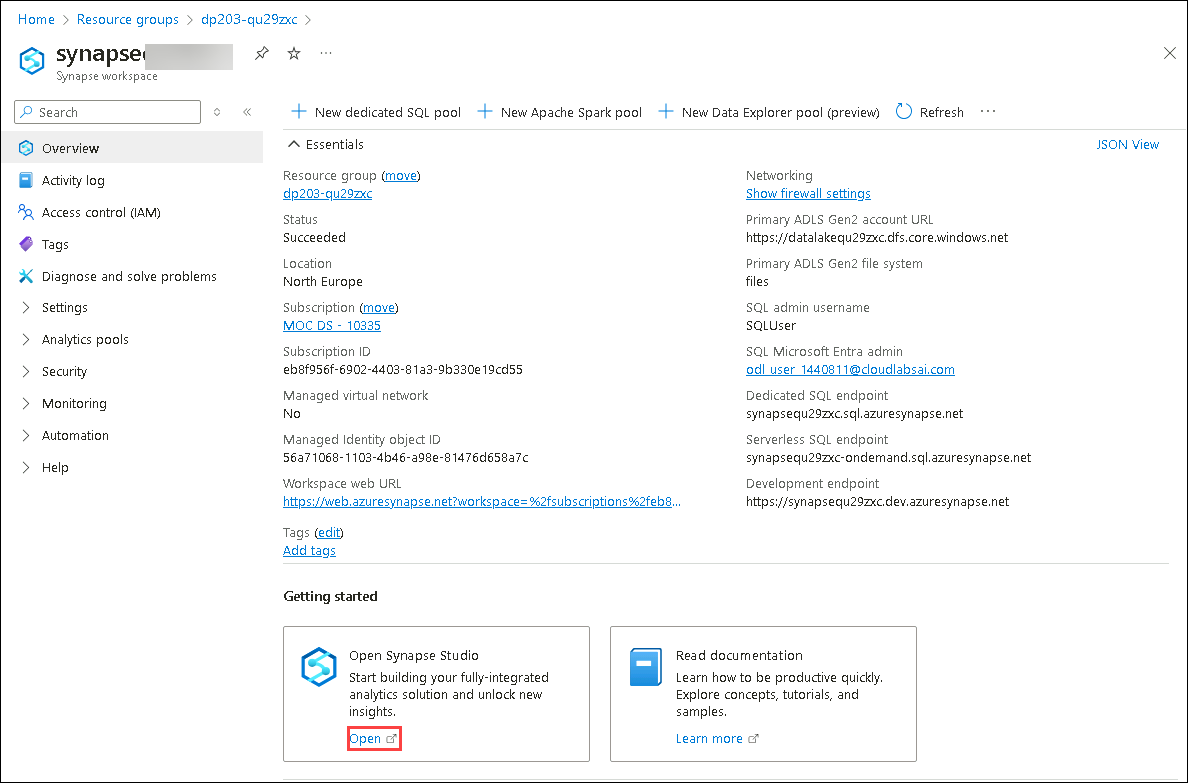 Home > Resource groups > dp203-qu29zxc >
synapse
Synapse workspace
Search
New dedicated SQL pool
New Apache Spark pool
New Data Explorer pool (preview)
Refresh
Overview
Activity log
Access control (IAM)
Tags
Diagnose and solve problems
Settings
Analytics pools
Security
Monitoring
Automation
Help
Essentials
JSON View
Resource group (move)
dp203-qu29zxc
Status
Succeeded
Location
North Europe
Subscription (move)
MOC DS - 10335
Subscription ID
eb8f956f-6902-4403-81a3-9b330e19cd55
Managed virtual network
No
Managed Identity object ID
56a71068-1103-4b46-a98e-81476d658a7c
Workspace web URL
https://web.azuresynapse.net?workspace=%2fsubscriptions%2feb8...
Tags (edit)
Add tags
Networking
Show firewall settings
Primary ADLS Gen2 account URL
https://datalakequ29zxc.dfs.core.windows.net
Primary ADLS Gen2 file system
files
SQL admin username
SQLUser
SQL Microsoft Entra admin
odl_user_1440811@cloudlabsai.com
Dedicated SQL endpoint
synapsequ29zxc.sql.azuresynapse.net
Serverless SQL endpoint
synapsequ29zxc-ondemand.sql.azuresynapse.net
Development endpoint
https://synapsequ29zxc.dev.azuresynapse.net
Getting started
Open Synapse Studio
Start building your fully-integrated
analytics solution and unlock new
insights.
Open
Read documentation
Learn how to be productive quickly.
Explore concepts, tutorials, and
samples.
Learn more